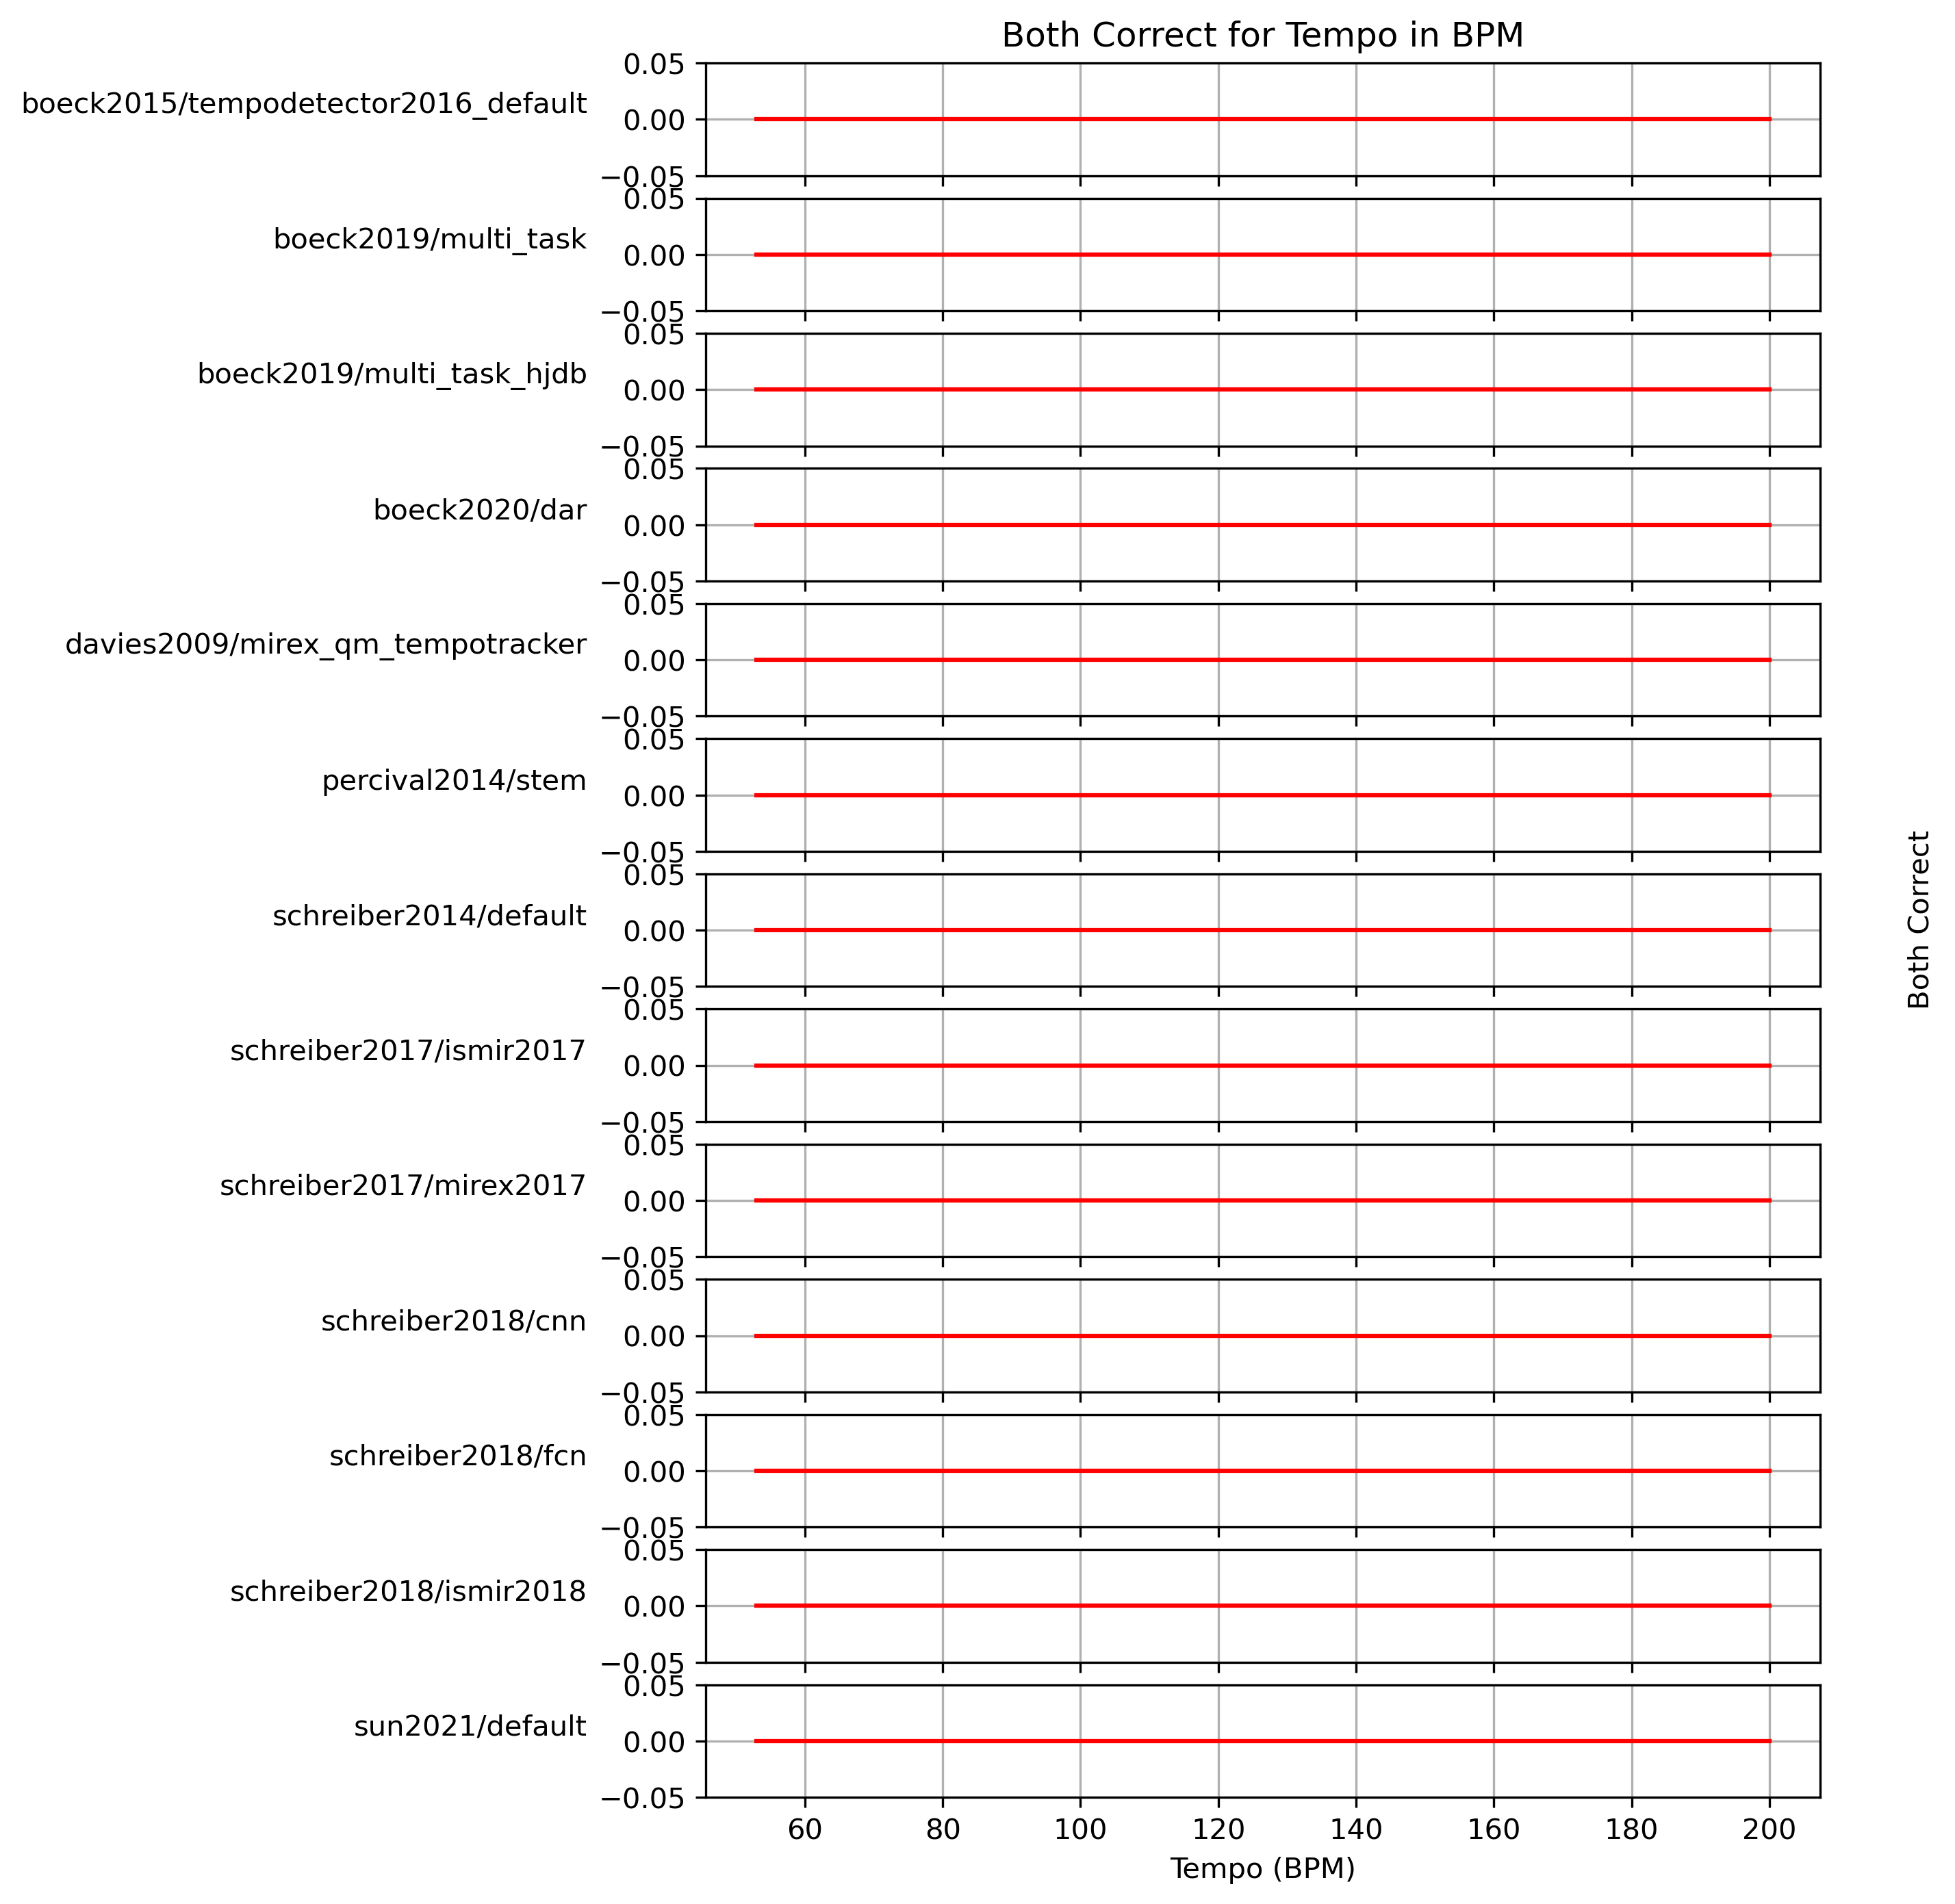 Both Correct for Tempo in BPM
boeck2015/tempodetector2016_default
0.05
0.00
−0.05
boeck2019/multi_task
0.05
0.00
−0.05
boeck2019/multi_task_hjdb
0.05
0.00
−0.05
boeck2020/dar
0.05
0.00
−0.05
davies2009/mirex_qm_tempotracker
0.05
0.00
−0.05
percival2014/stem
0.05
0.00
−0.05
schreiber2014/default
0.05
0.00
−0.05
schreiber2017/ismir2017
0.05
0.00
−0.05
schreiber2017/mirex2017
0.05
0.00
−0.05
schreiber2018/cnn
0.05
0.00
−0.05
schreiber2018/fcn
0.05
0.00
−0.05
schreiber2018/ismir2018
0.05
0.00
−0.05
sun2021/default
0.05
0.00
−0.05
60 80 100 120 140 160 180 200
Tempo (BPM)
Both Correct